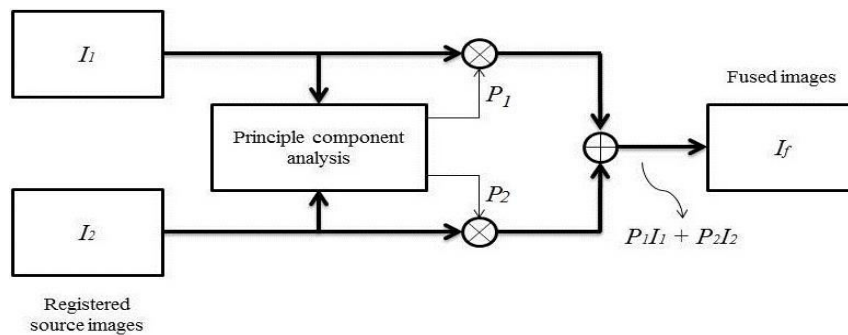 I1
P1
Fused images
Principle component
analysis
If
P2
I2
P1I1 + P2I2
Registered
source images